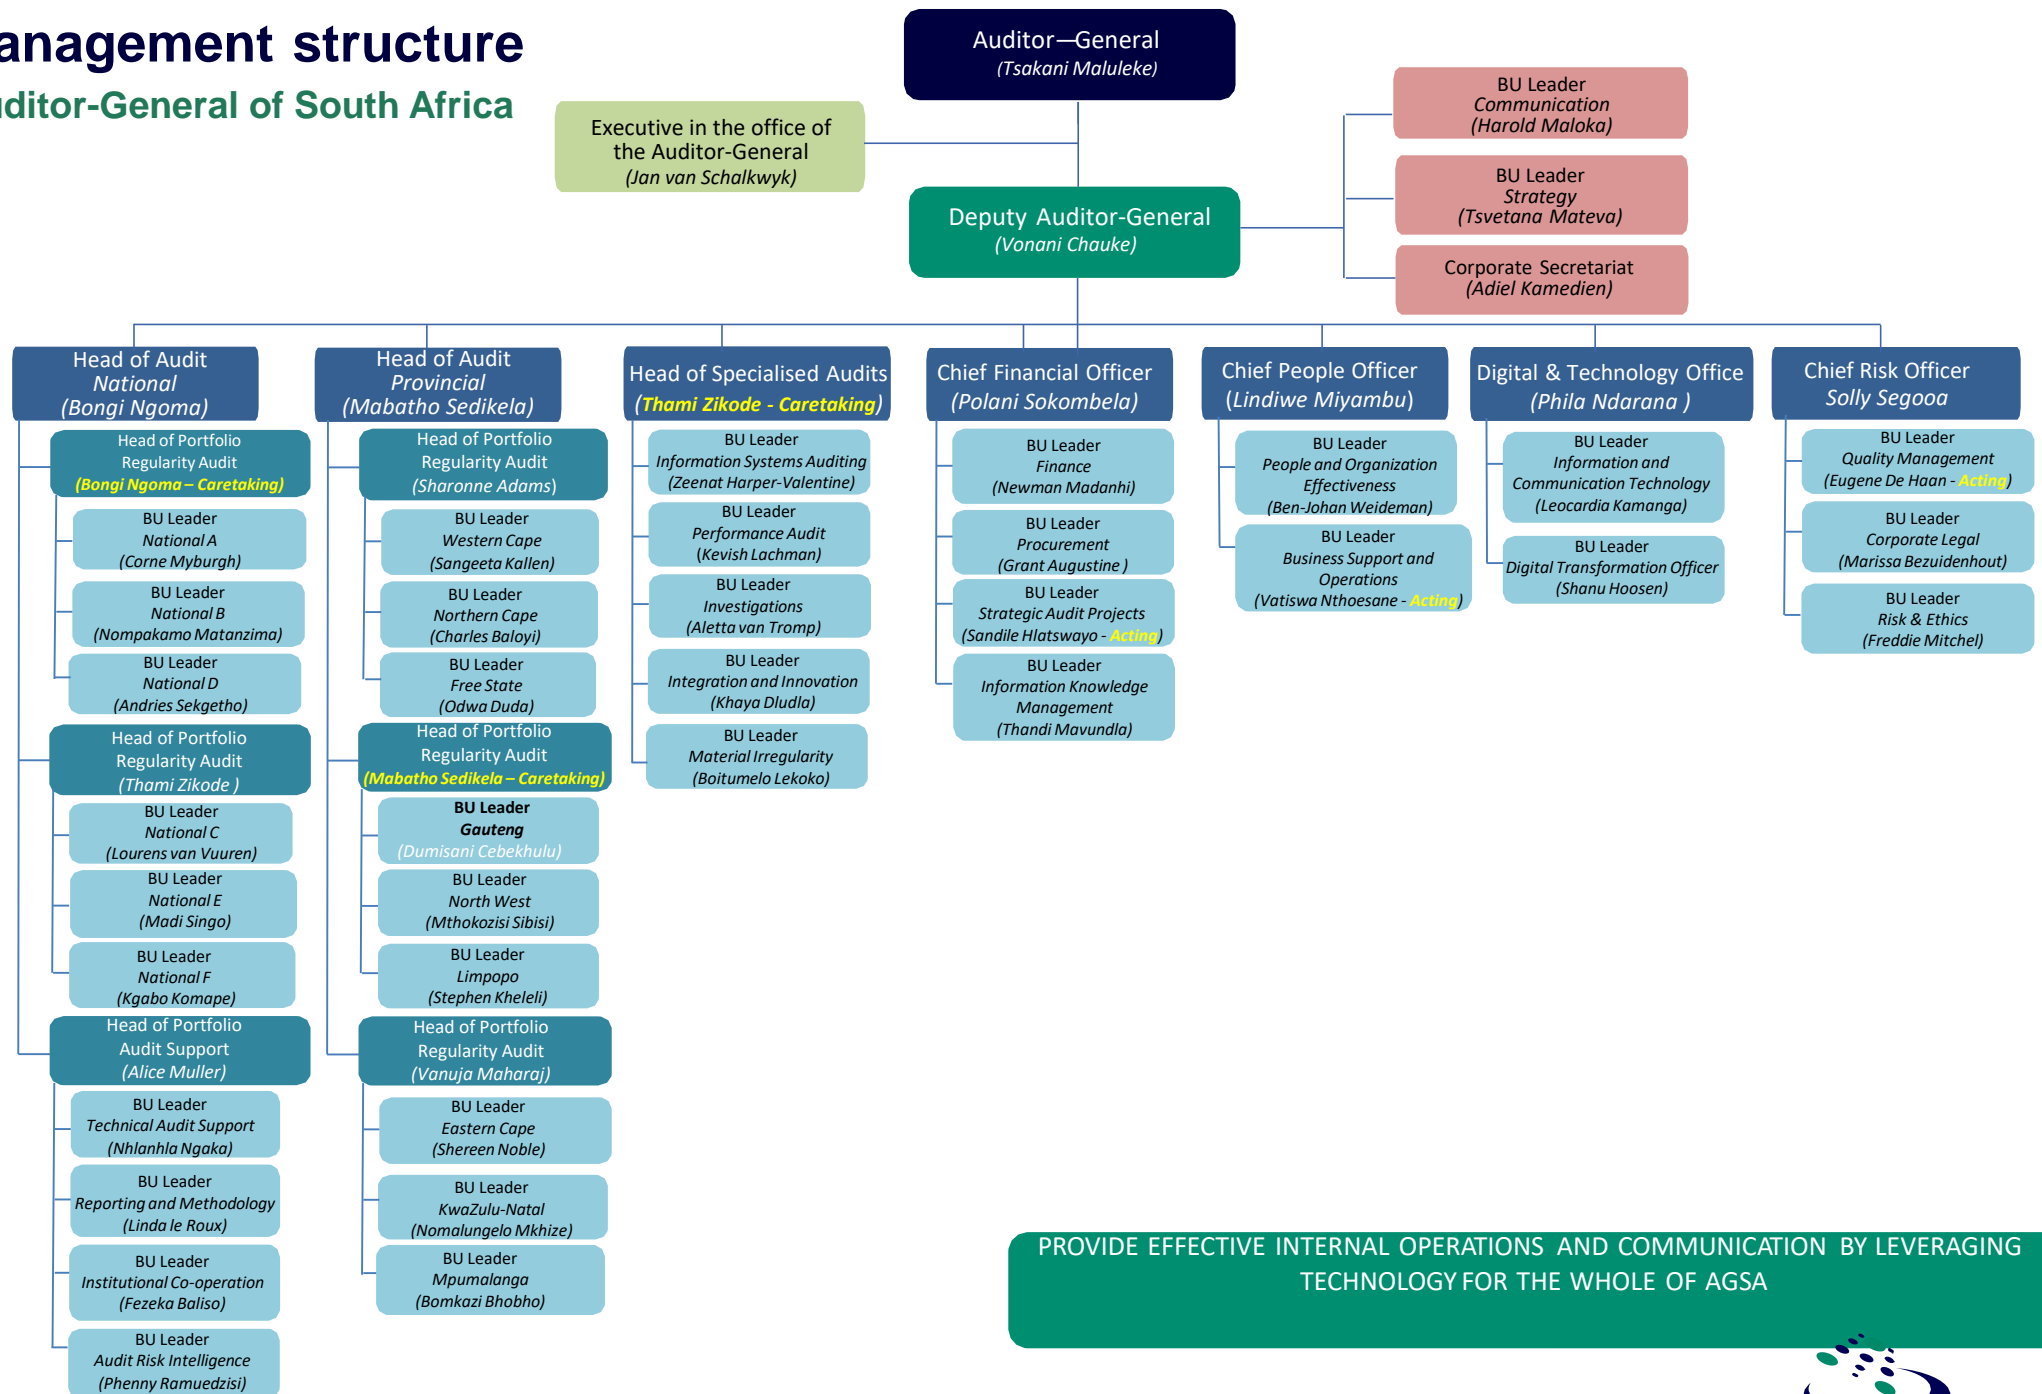 anagement structure
uditor-General of South Africa
Auditor—General
(Tsakani Maluleke)
Executive in the office of
the Auditor-General
(Jan van Schalkwyk)
Deputy Auditor-General
(Vonani Chauke)
BU Leader
Communication
(Harold Maloka)
BU Leader
Strategy
(Tsvetana Mateva)
Corporate Secretariat
(Adiel Kamedien)
Head of Audit
National
(Bongi Ngoma)
Head of Portfolio
Regularity Audit
(Bongi Ngoma – Caretaking)
BU Leader
National A
(Corne Myburgh)
BU Leader
National B
(Nompakamo Matanzima)
BU Leader
National D
(Andries Sekgetho)
Head of Portfolio
Regularity Audit
(Thami Zikode )
BU Leader
National C
(Lourens van Vuuren)
BU Leader
National E
(Madi Singo)
BU Leader
National F
(Kgabo Komape)
Head of Portfolio
Audit Support
(Alice Muller)
BU Leader
Technical Audit Support
(Nhlanhla Ngaka)
BU Leader
Reporting and Methodology
(Linda le Roux)
BU Leader
Institutional Co-operation
(Fezeka Baliso)
BU Leader
Audit Risk Intelligence
(Phenny Ramuedzisi)
Head of Audit
Provincial
(Mabatho Sedikela)
Head of Portfolio
Regularity Audit
(Sharonne Adams)
BU Leader
Western Cape
(Sangeeta Kallen)
BU Leader
Northern Cape
(Charles Baloyi)
BU Leader
Free State
(Odwa Duda)
Head of Portfolio
Regularity Audit
(Mabatho Sedikela – Caretaking)
BU Leader
Gauteng
(Dumisani Cebekhulu)
BU Leader
North West
(Mthokozisi Sibisi)
BU Leader
Limpopo
(Stephen Kheleli)
Head of Portfolio
Regularity Audit
(Vanuja Maharaj)
BU Leader
Eastern Cape
(Shereen Noble)
BU Leader
KwaZulu-Natal
(Nomalungelo Mkhize)
BU Leader
Mpumalanga
(Bomkazi Bhobho)
Head of Specialised Audits
(Thami Zikode - Caretaking)
BU Leader
Information Systems Auditing
(Zeenat Harper-Valentine)
BU Leader
Performance Audit
(Kevish Lachman)
BU Leader
Investigations
(Aletta van Tromp)
BU Leader
Integration and Innovation
(Khaya Dludla)
BU Leader
Material Irregularity
(Boitumelo Lekoko)
Chief Financial Officer
(Polani Sokombela)
BU Leader
Finance
(Newman Madanhi)
BU Leader
Procurement
(Grant Augustine )
BU Leader
Strategic Audit Projects
(Sandile Hlatswayo - Acting)
BU Leader
Information Knowledge
Management
(Thandi Mavundla)
Chief People Officer
(Lindiwe Miyambu)
BU Leader
People and Organization
Effectiveness
(Ben-Johan Weideman)
BU Leader
Business Support and
Operations
(Vatiswa Nthoesane - Acting)
Digital & Technology Office
(Phila Ndarana )
BU Leader
Information and
Communication Technology
(Leocardia Kamanga)
BU Leader
Digital Transformation Officer
(Shanu Hoosen)
Chief Risk Officer
Solly Segooa
BU Leader
Quality Management
(Eugene De Haan - Acting)
BU Leader
Corporate Legal
(Marissa Bezuidenhout)
BU Leader
Risk & Ethics
(Freddie Mitchel)
PROVIDE EFFECTIVE INTERNAL OPERATIONS AND COMMUNICATION BY LEVERAGING
TECHNOLOGY FOR THE WHOLE OF AGSA